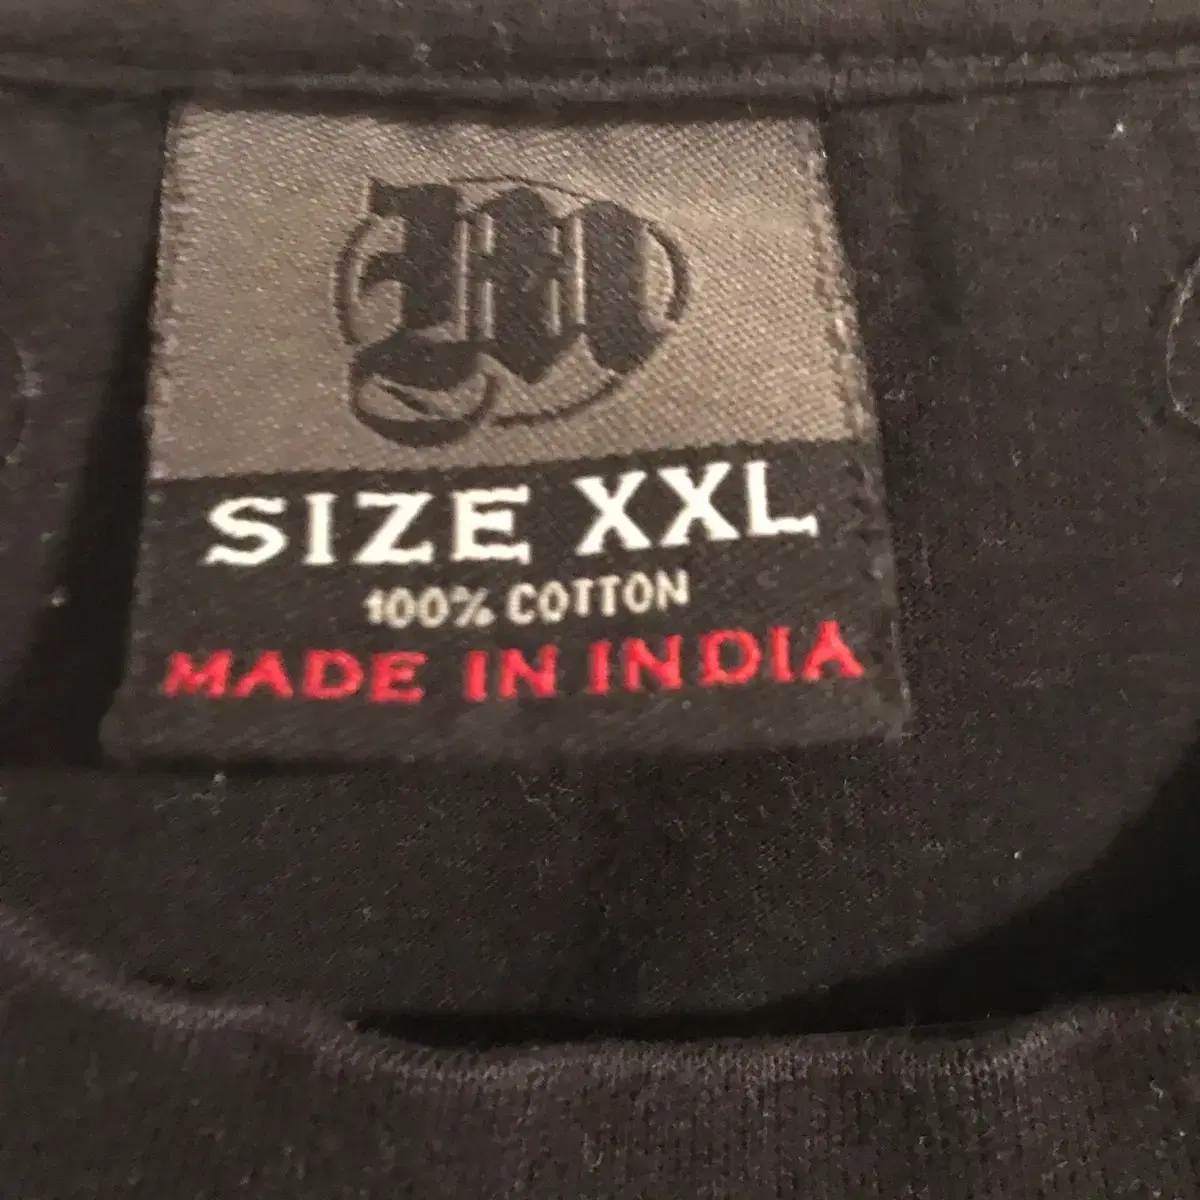 M
SIZE XXL
100% COTTON
MADE IN INDIA